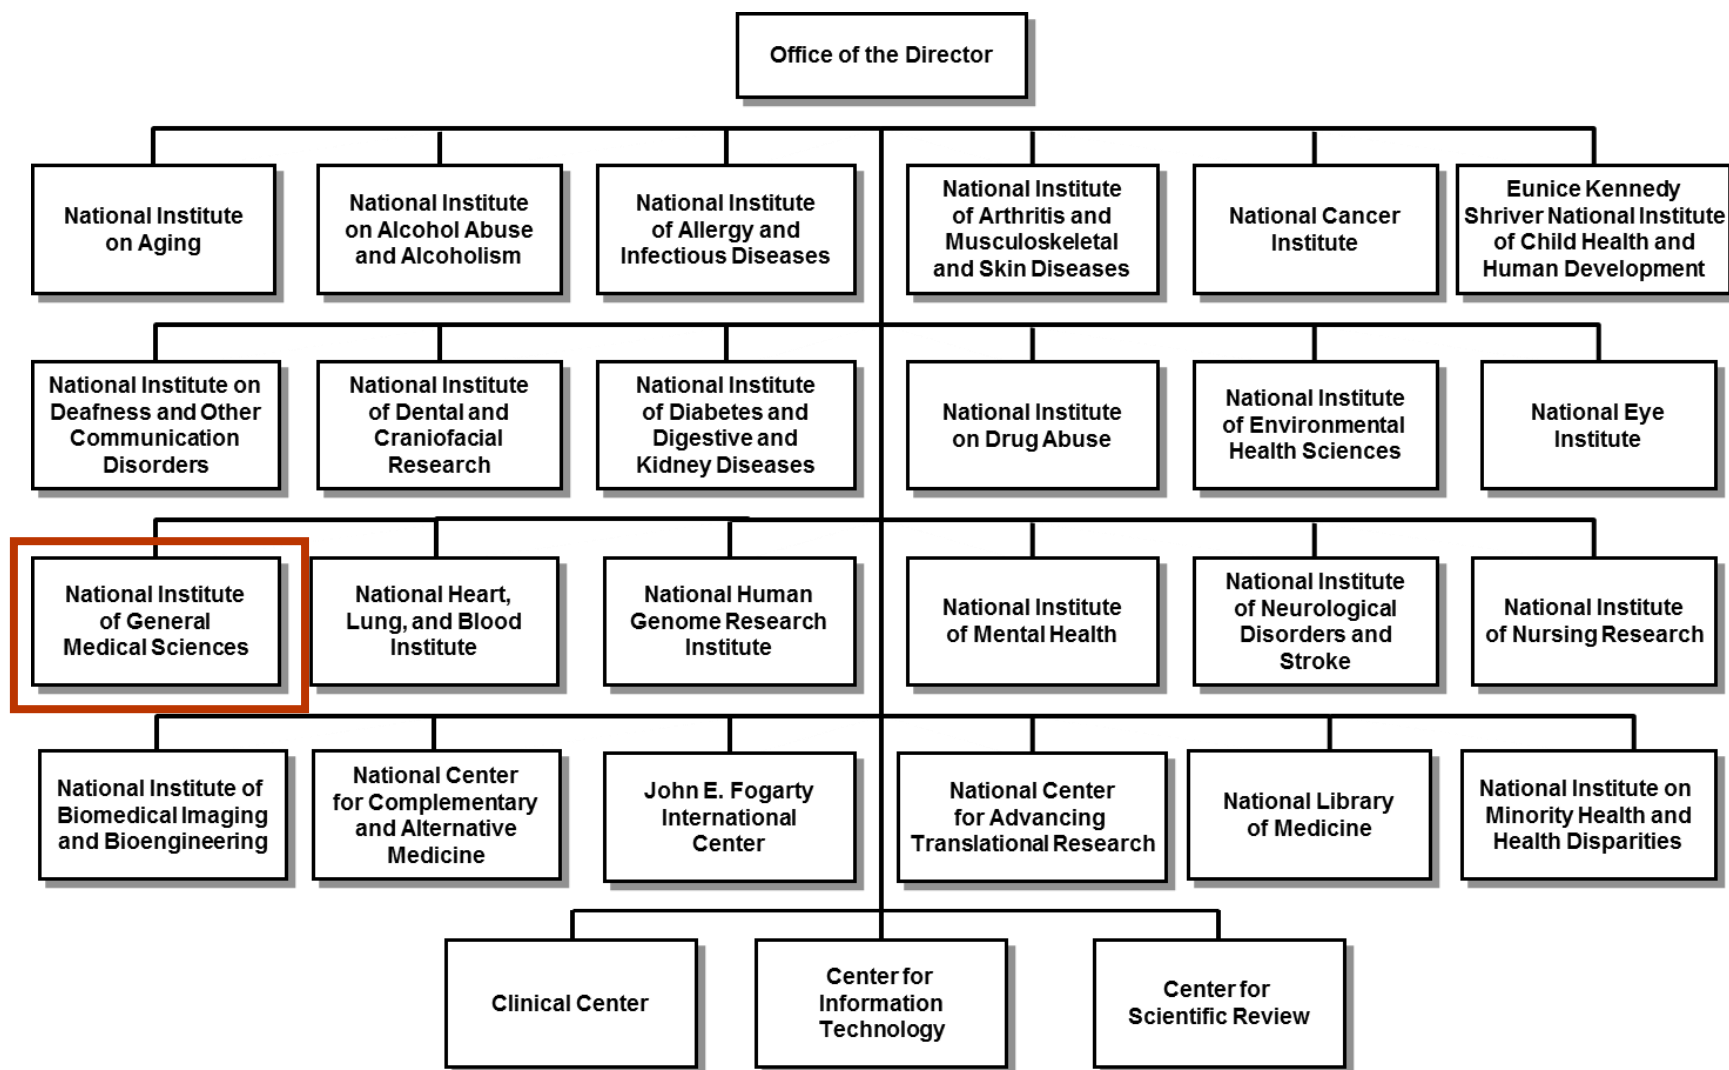 Office of the Director
National Institute
on Aging
National Institute
on Alcohol Abuse
and Alcoholism
National Institute
of Allergy and
Infectious Diseases
National Institute
of Arthritis and
Musculoskeletal
and Skin Diseases
National Cancer
Institute
Eunice Kennedy
Shriver National Institute
of Child Health and
Human Development
National Institute on
Deafness and Other
Communication
Disorders
National Institute
of Dental and
Craniofacial
Research
National Institute
of Diabetes and
Digestive and
Kidney Diseases
National Institute
on Drug Abuse
National Institute
of Environmental
Health Sciences
National Eye
Institute
National Institute
of General
Medical Sciences
National Heart,
Lung, and Blood
Institute
National Human
Genome Research
Institute
National Institute
of Mental Health
National Institute
of Neurological
Disorders and
Stroke
National Institute
of Nursing Research
National Institute of
Biomedical Imaging
and Bioengineering
National Center
for Complementary
and Alternative
Medicine
John E. Fogarty
International
Center
National Center
for Advancing
Translational Research
National Library
of Medicine
National Institute on
Minority Health and
Health Disparities
Clinical Center
Center for
Information
Technology
Center for
Scientific Review